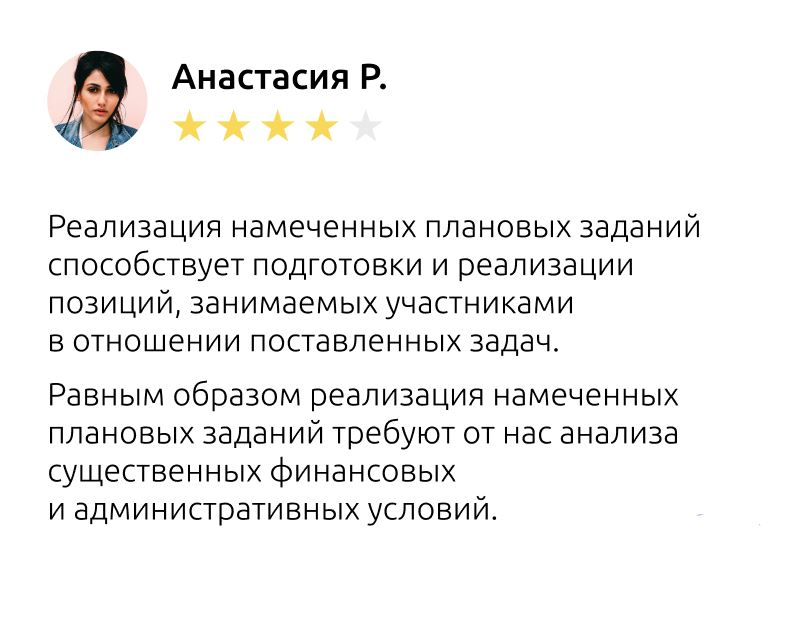 Анастасия Р.
Реализация намеченных плановых заданий
способствует подготовки и реализации
позиций, занимаемых участниками
в отношении поставленных задач.
Равным образом реализация намеченных
плановых заданий требуют от нас анализа
существенных финансовых
и административных условий.